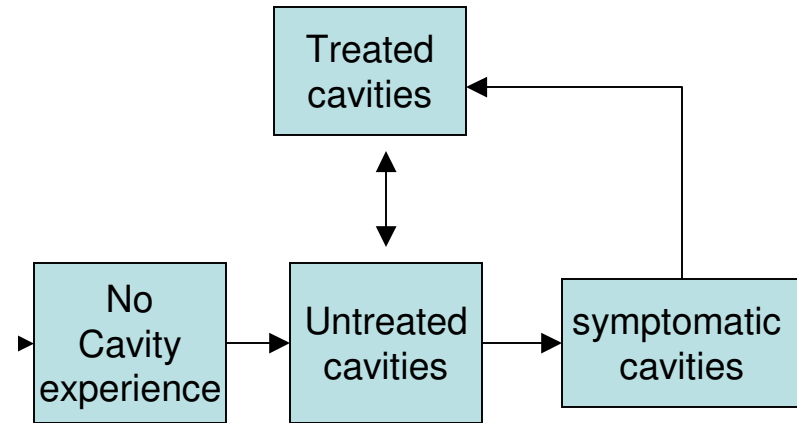 Treated
cavities
No
Cavity
experience
Untreated
cavities
symptomatic
cavities